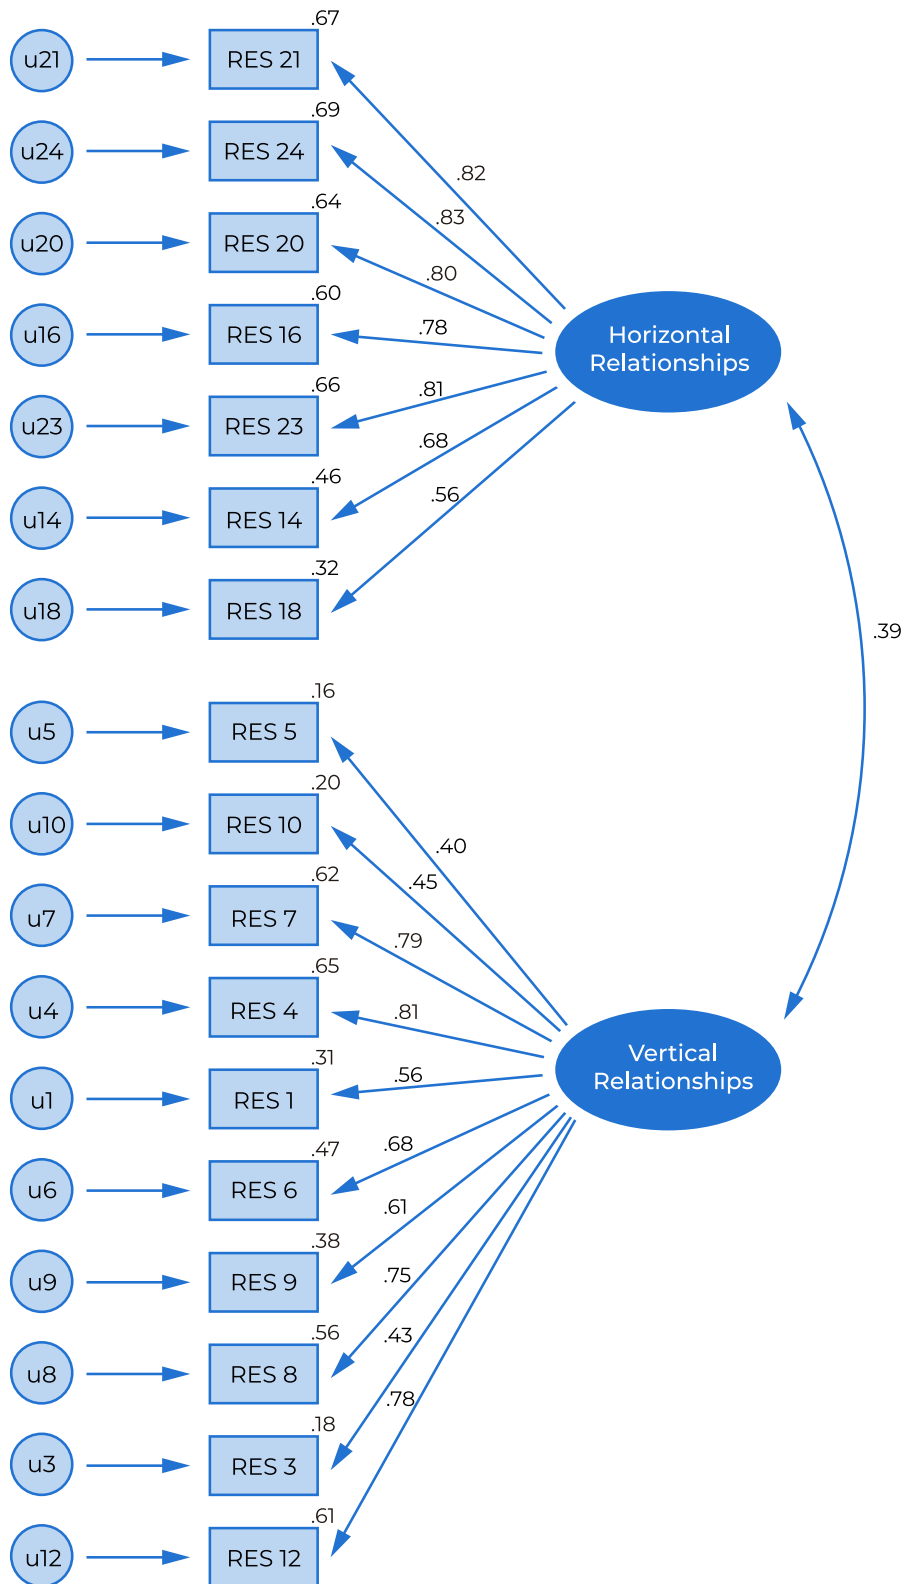 .67
u21
RES 21
.69
u24
RES 24
.82
.64
u20
RES 20
.83
.60
u16
RES 16
.80
.78
Horizontal
Relationships
.66
u23
RES 23
.81
.46
u14
RES 14
.68
.56
.32
u18
RES 18
.39
.16
u5
RES 5
.20
u10
RES 10
.40
.45
.62
u7
RES 7
.79
.65
u4
RES 4
.81
Vertical
Relationships
.31
u1
RES 1
.56
.47
u6
RES 6
.68
.61
.38
u9
RES 9
.75
.56
u8
RES 8
.43
.78
.18
u3
RES 3
.61
u12
RES 12